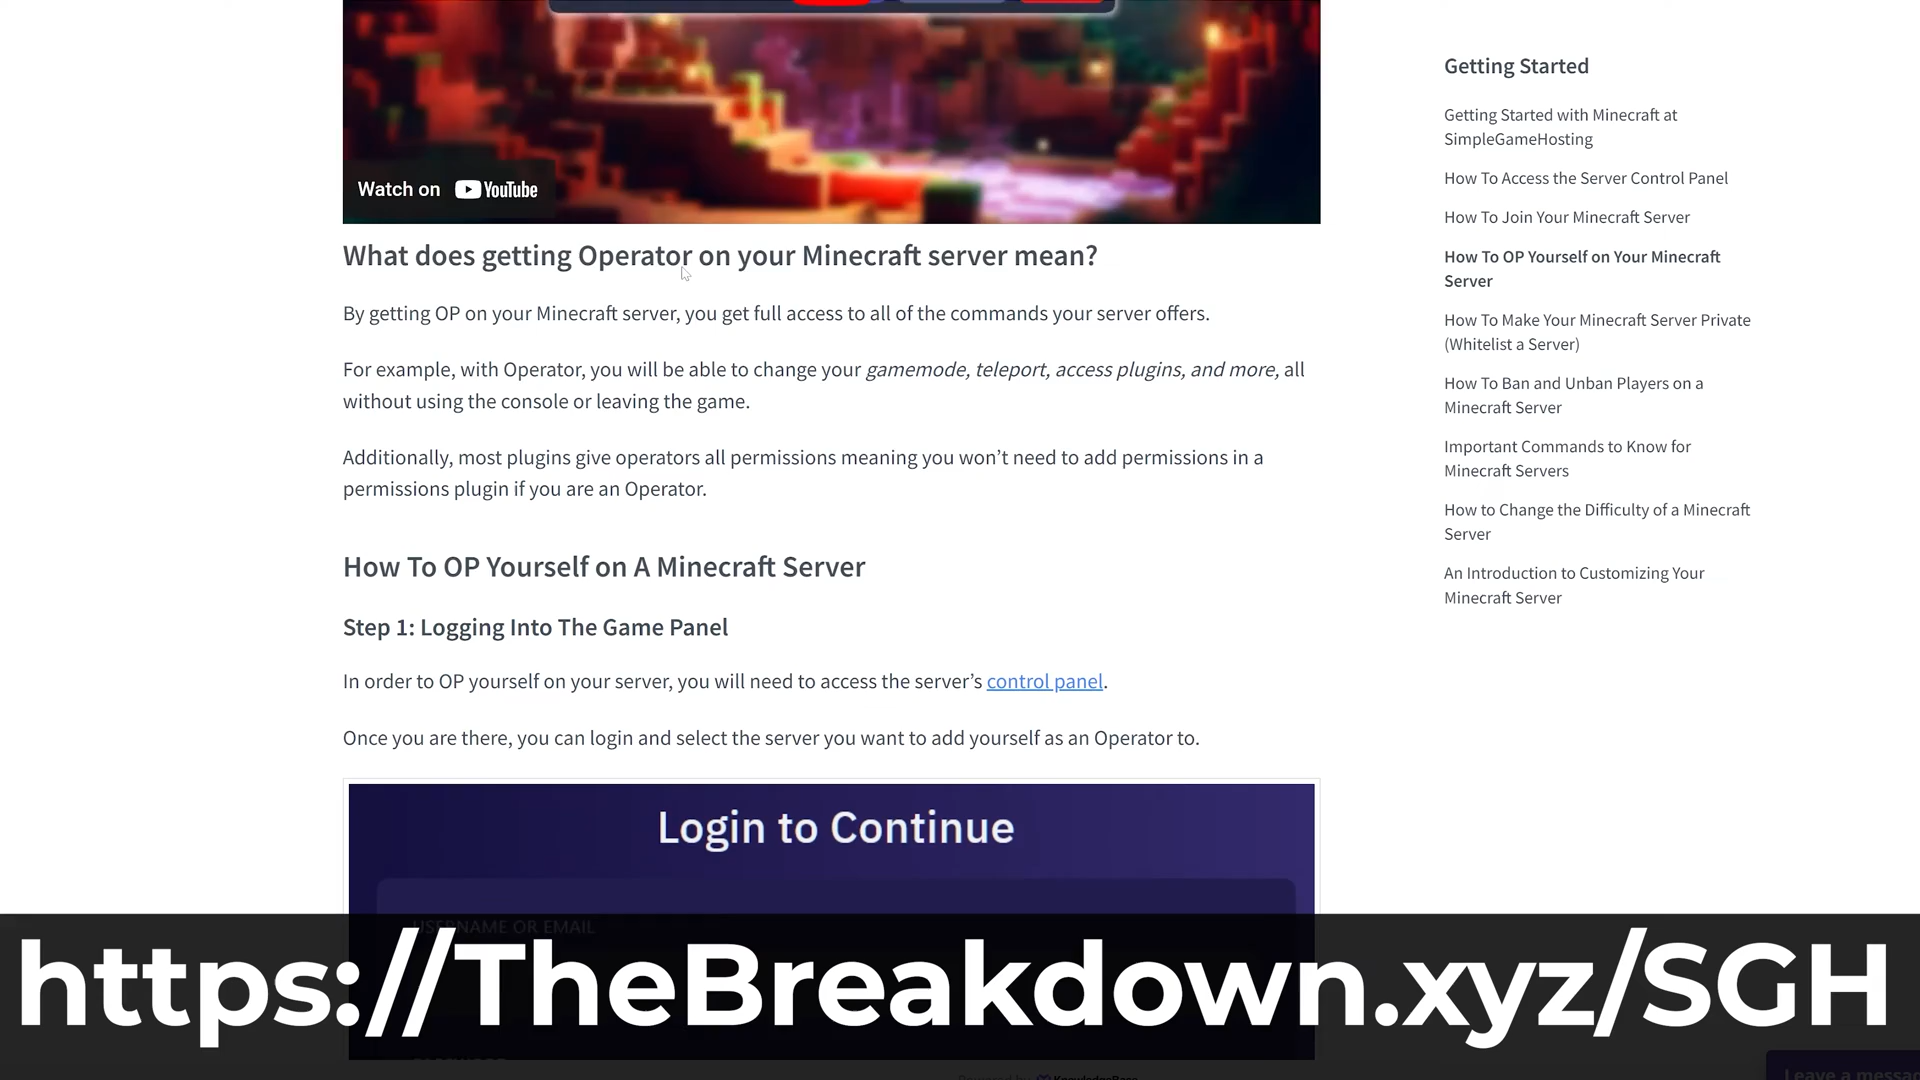 Watch on YouTube
What does getting Operator on your Minecraft server mean?
By getting OP on your Minecraft server, you get full access to all of the commands your server offers.
For example, with Operator, you will be able to change your gamemode, teleport, access plugins, and more, all
without using the console or leaving the game.
Additionally, most plugins give operators all permissions meaning you won’t need to add permissions in a
permissions plugin if you are an Operator.
How To OP Yourself on A Minecraft Server
Step 1: Logging Into The Game Panel
In order to OP yourself on your server, you will need to access the server’s control panel.
Once you are there, you can login and select the server you want to add yourself as an Operator to.
Login to Continue
USERNAME OR EMAIL
Getting Started
Getting Started with Minecraft at
SimpleGameHosting
How To Access the Server Control Panel
How To Join Your Minecraft Server
How To OP Yourself on Your Minecraft
Server
How To Make Your Minecraft Server Private
(Whitelist a Server)
How To Ban and Unban Players on a
Minecraft Server
Important Commands to Know for
Minecraft Servers
How to Change the Difficulty of a Minecraft
Server
An Introduction to Customizing Your
Minecraft Server
https://TheBreakdown.xyz/SGH
Leave a messag